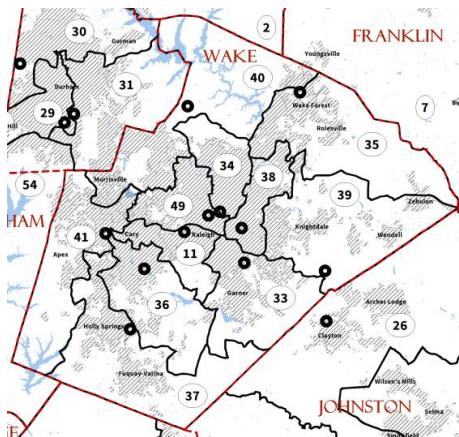 2
30
Gorman
FRANKLIN
WAKE
Youngsville
40
31
Durham
Wake Forest
7
29
Rolesville
Hill
35
34
38
54
Morrisville
39
49
Zebulon
HAM
41
Cary
Raleigh
Knightdale
Wendell
Apex
11
36
Garner
33
Archer Lodge
26
Holly Springs
Clayton
Fuquay-Varina
Wilson's Mills
37
JOHNSTON
Selma